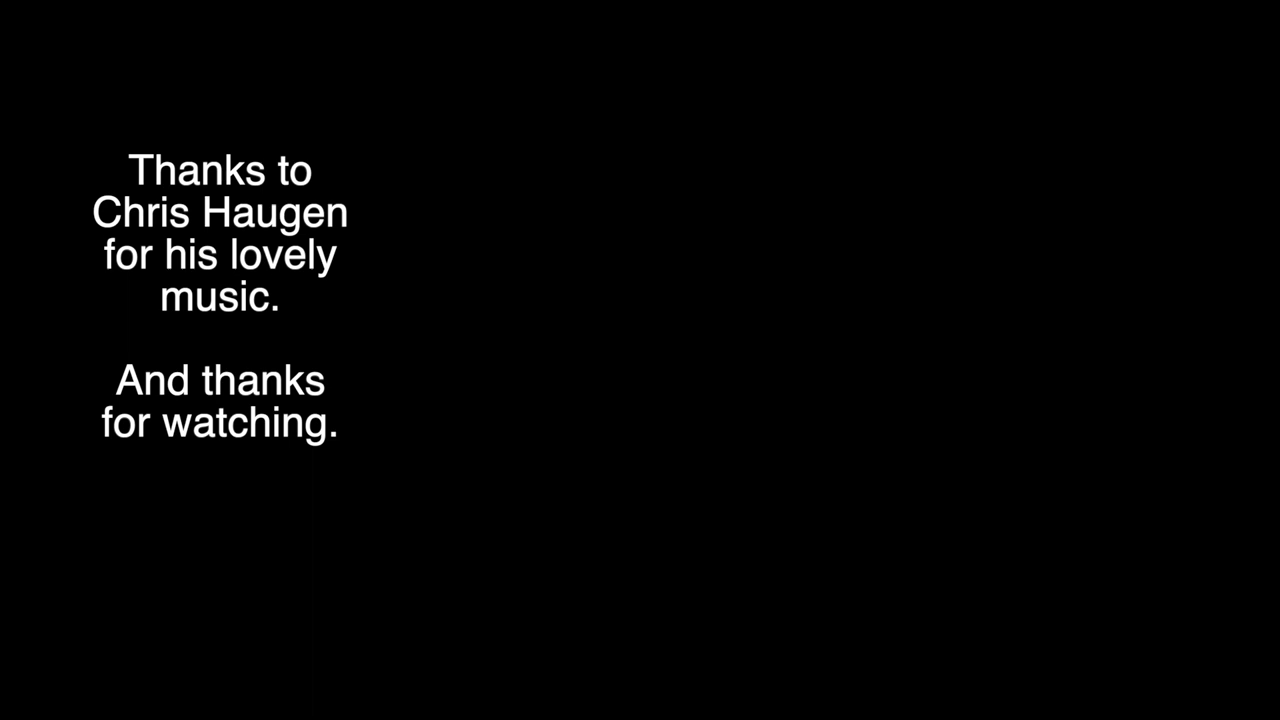 Thanks to
Chris Haugen
for his lovely
music.
And thanks
for watching.